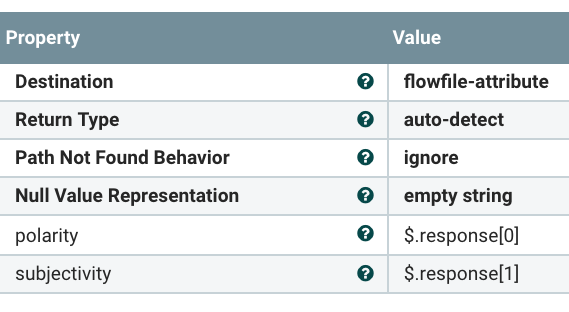 Property Value
Destination flowfile-attribute
Return Type auto-detect
Path Not Found Behavior ignore
Null Value Representation empty string
polarity $.response[0]
subjectivity $.response[1]